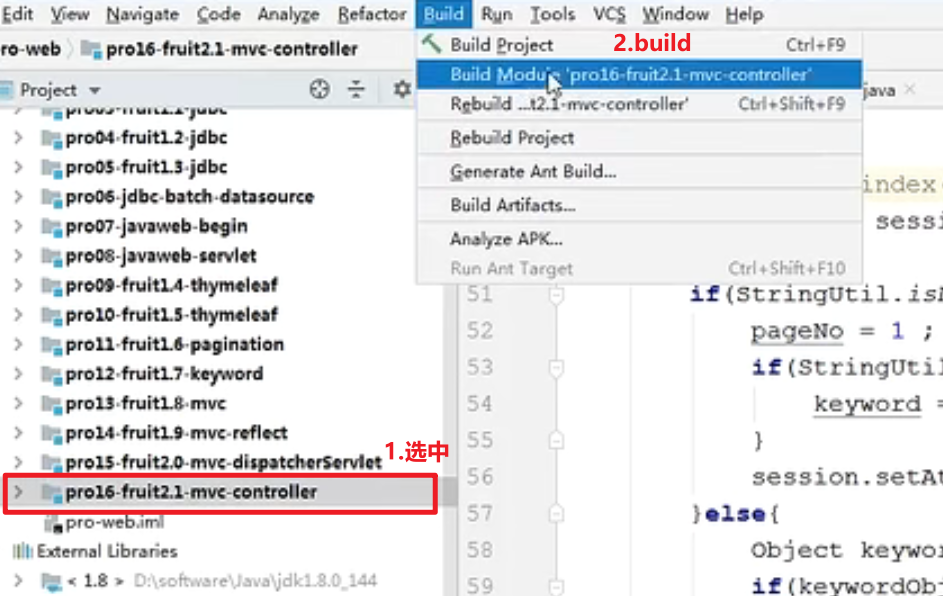 Edit View Navigate Code Analyze Refactor Build Run Tools VCS Window Help
ro-web pro16-fruit2.1-mvc-controller
Build Project 2.build Ctrl+F9
Project
Build Module 'pro16-fruit2.1-mvc-controller'
java
Rebuild ...t2.1-mvc-controller' Ctrl+Shift+F9
Rebuild Project
Generate Ant Build...
Build Artifacts...
Analyze APK...
Run Ant Target Ctrl+Shift+F10
pro03-fruit1.1-jdbc
pro04-fruit1.2-jdbc
pro05-fruit1.3-jdbc
pro06-jdbc-batch-datasource
pro07-javaweb-begin
pro08-javaweb-servlet
pro09-fruit1.4-thymeleaf
pro10-fruit1.5-thymeleaf
pro11-fruit1.6-pagination
pro12-fruit1.7-keyword
pro13-fruit1.8-mvc
pro14-fruit1.9-mvc-reflect
1.选中
pro15-fruit2.0-mvc-dispatcherServlet
pro16-fruit2.1-mvc-controller
pro-web.iml
External Libraries
< 1.8 > D:\software\Java\jdk1.8.0_144
index
sessi
51 if(StringUtil.is
52 pageNo = 1 ;
53 if(StringUtil
54 keyword =
55 }
56 session.setAt
57 }else{
58 Object keywor
59 if(keywordObj